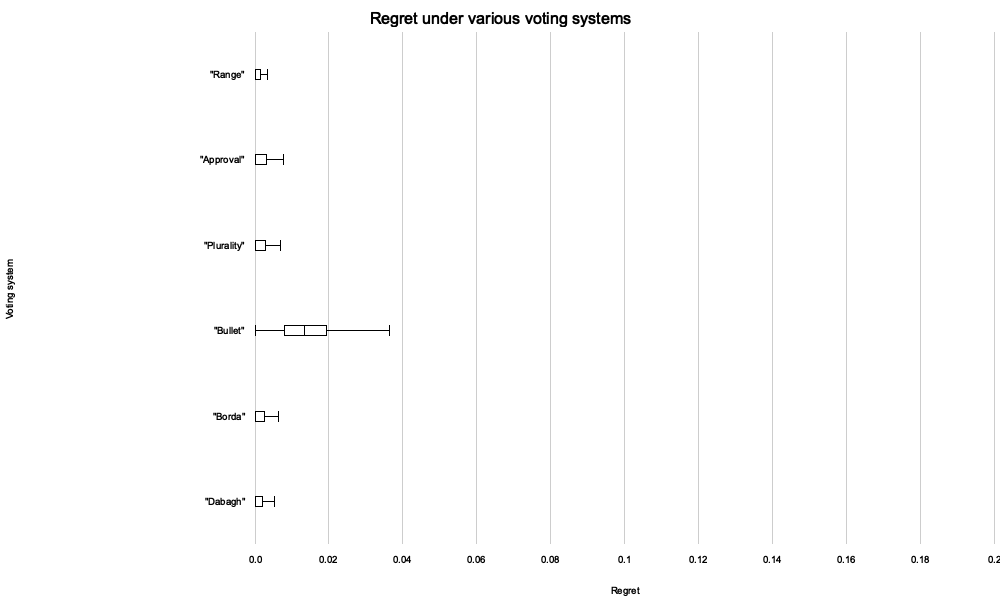 Regret under various voting systems
"Range"
"Approval"
"Plurality"
"Bullet"
"Borda"
"Dabagh"
Voting system
0.0 0.02 0.04 0.06 0.08 0.1 0.12 0.14 0.16 0.18 0.2
Regret